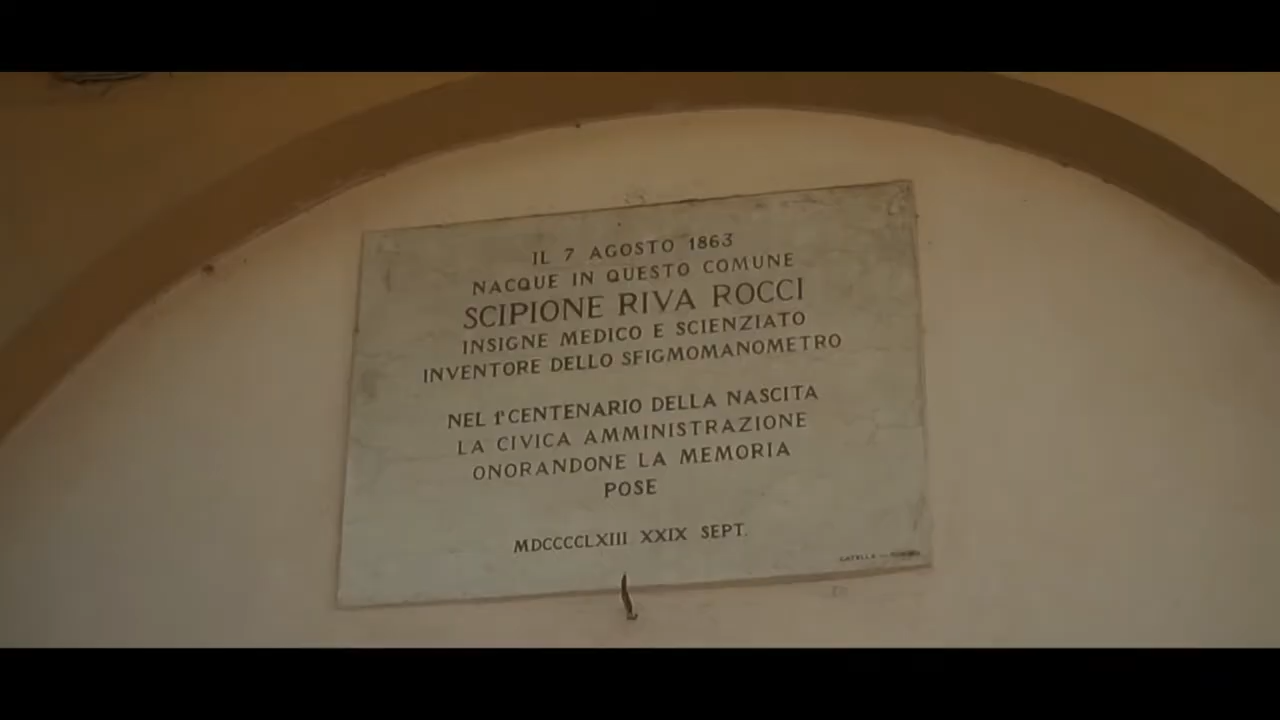 IL 7 AGOSTO 1863
NACQUE IN QUESTO COMUNE
SCIPIONE RIVA ROCCI
INSIGNE MEDICO E SCIENZIATO
INVENTORE DELLO SFIGMOMANOMETRO
NEL 1° CENTENARIO DELLA NASCITA
LA CIVICA AMMINISTRAZIONE
ONORANDONE LA MEMORIA
POSE
MDCCCCLXIII XXIX SEPT.